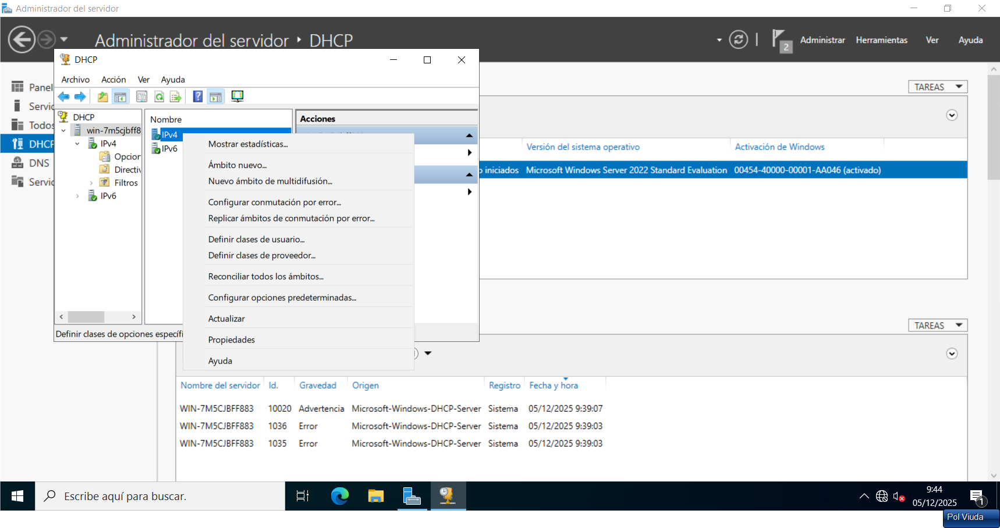 Administrador del servidor
Administrador del servidor ‣ DHCP
2
Administrar Herramientas Ver Ayuda
DHCP
Archivo Acción Ver Ayuda
Panel
Servic
Todos
DHCP
DNS
Servic
TAREAS
DHCP
win-7m5cjbff8
IPv4
Opcion
Directiv
Filtros
IPv6
Nombre
IPv4
IPv6
Acciones
Mostrar estadísticas...
Ámbito nuevo...
Nuevo ámbito de multidifusión...
Configurar conmutación por error...
Replicar ámbitos de conmutación por error...
Definir clases de usuario...
Definir clases de proveedor...
Reconciliar todos los ámbitos...
Configurar opciones predeterminadas...
Actualizar
Propiedades
Ayuda
Definir clases de opciones específi
Versión del sistema operativo Activación de Windows
o iniciados Microsoft Windows Server 2022 Standard Evaluation 00454-40000-00001-AA046 (activado)
TAREAS
Nombre del servidor Id. Gravedad Origen Registro Fecha y hora
WIN-7M5CJBFF883 10020 Advertencia Microsoft-Windows-DHCP-Server Sistema 05/12/2025 9:39:07
WIN-7M5CJBFF883 1036 Error Microsoft-Windows-DHCP-Server Sistema 05/12/2025 9:39:03
WIN-7M5CJBFF883 1035 Error Microsoft-Windows-DHCP-Server Sistema 05/12/2025 9:39:03
Escribe aquí para buscar.
9:44
05/12/2025
1
Pol Viuda